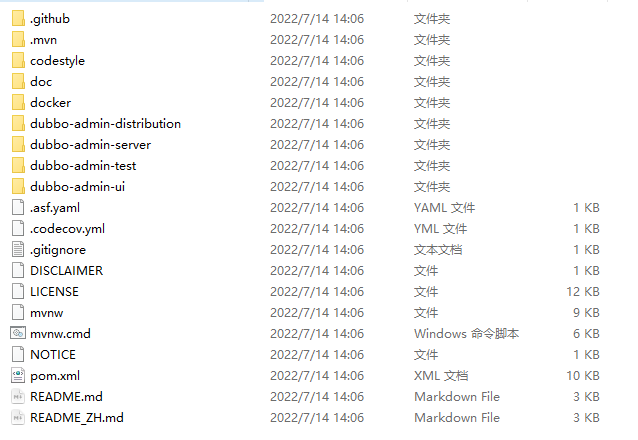 .github 2022/7/14 14:06 文件夹
.mvn 2022/7/14 14:06 文件夹
codestyle 2022/7/14 14:06 文件夹
doc 2022/7/14 14:06 文件夹
docker 2022/7/14 14:06 文件夹
dubbo-admin-distribution 2022/7/14 14:06 文件夹
dubbo-admin-server 2022/7/14 14:06 文件夹
dubbo-admin-test 2022/7/14 14:06 文件夹
dubbo-admin-ui 2022/7/14 14:06 文件夹
.asf.yaml 2022/7/14 14:06 YAML 文件 1 KB
.codecov.yml 2022/7/14 14:06 YML 文件 1 KB
.gitignore 2022/7/14 14:06 文本文档 1 KB
DISCLAIMER 2022/7/14 14:06 文件 1 KB
LICENSE 2022/7/14 14:06 文件 12 KB
mvnw 2022/7/14 14:06 文件 9 KB
mvnw.cmd 2022/7/14 14:06 Windows 命令脚本 6 KB
NOTICE 2022/7/14 14:06 文件 1 KB
pom.xml 2022/7/14 14:06 XML 文档 10 KB
README.md 2022/7/14 14:06 Markdown File 3 KB
README_ZH.md 2022/7/14 14:06 Markdown File 3 KB